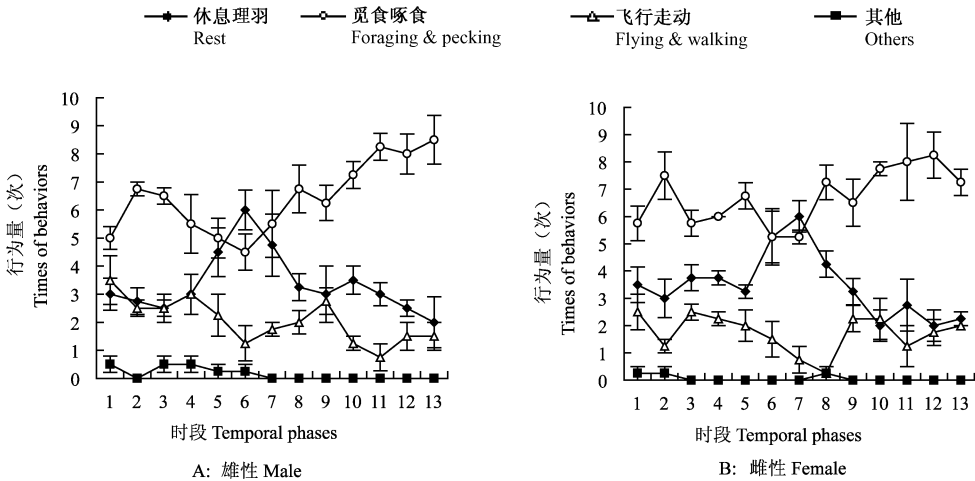 休息理羽 觅食啄食 飞行走动 其他
Rest Foraging & pecking Flying & walking Others
10
9
8
7
6
5
4
3
2
1
0
行为量（次）
Times of behaviors
1 2 3 4 5 6 7 8 9 10 11 12 13
时段 Temporal phases
A: 雄性 Male
10
9
8
7
6
5
4
3
2
1
0
行为量（次）
Times of behaviors
1 2 3 4 5 6 7 8 9 10 11 12 13
时段 Temporal phases
B: 雌性 Female